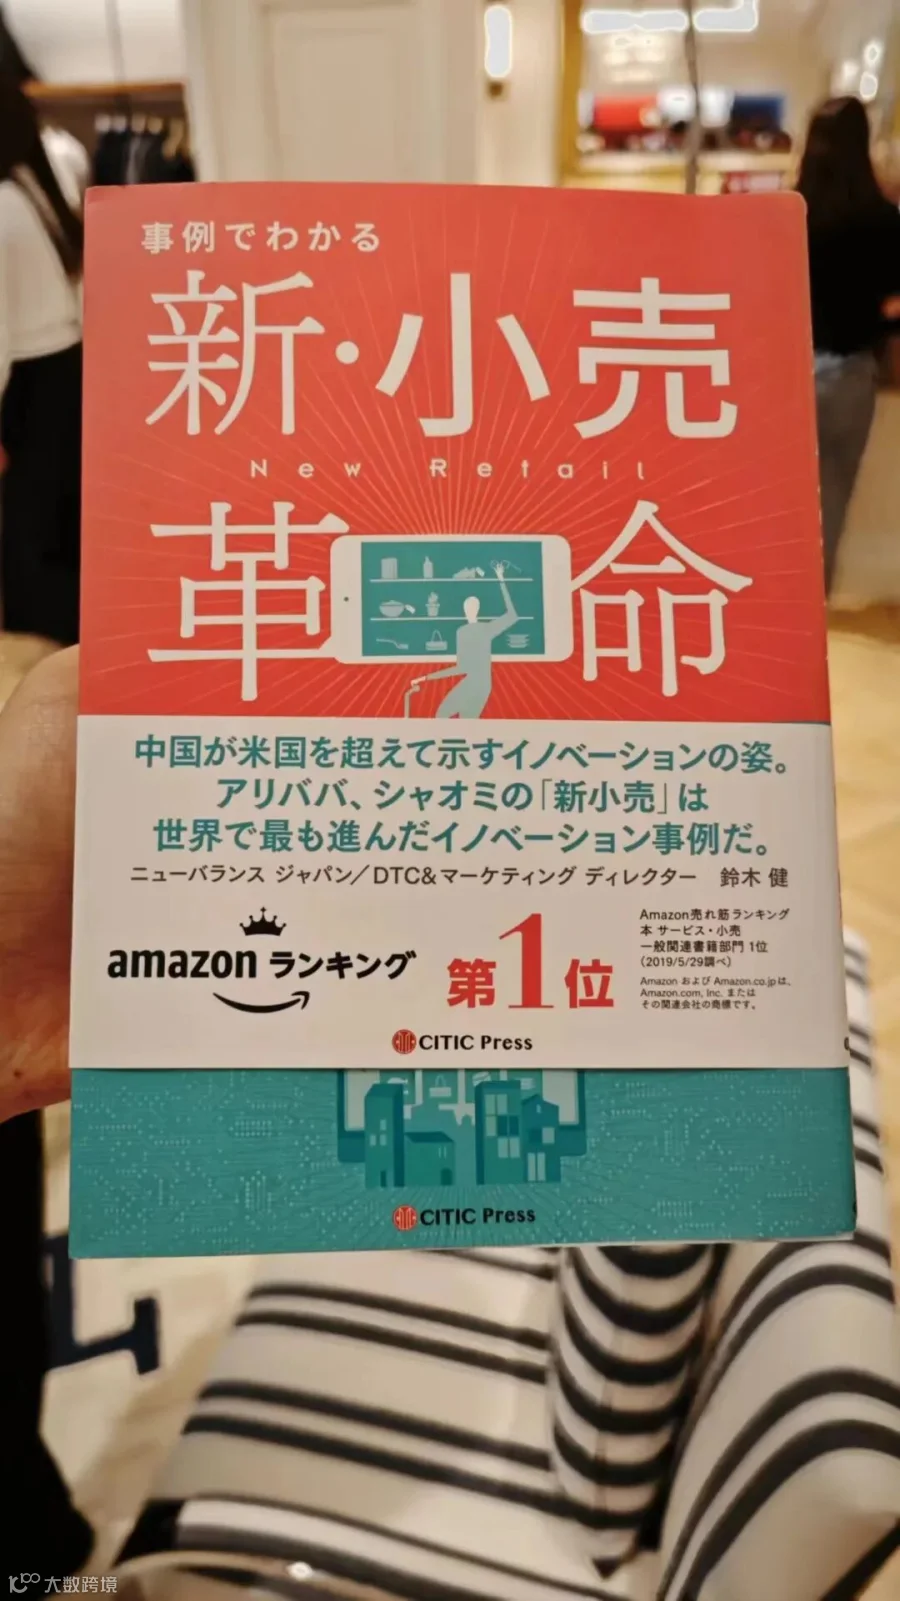 事例でわかる
新・小売
New Retail
革命
中国が米国を超えて示すイノベーションの姿。
アリババ、シャオミの「新小売」は
世界で最も進んだイノベーション事例だ。
ニューバランス ジャパン／DTC&マーケティング ディレクター 鈴木 健
amazon ランキング
第1位
Amazon売れ筋ランキング
本 サービス・小売
一般関連書籍部門 1位
（2019/5/29調べ）
Amazon および Amazon.co.jpは、
Amazon.com, Inc. または
その関連会社の商標です。
CITIC Press
CITIC Press
大数跨境